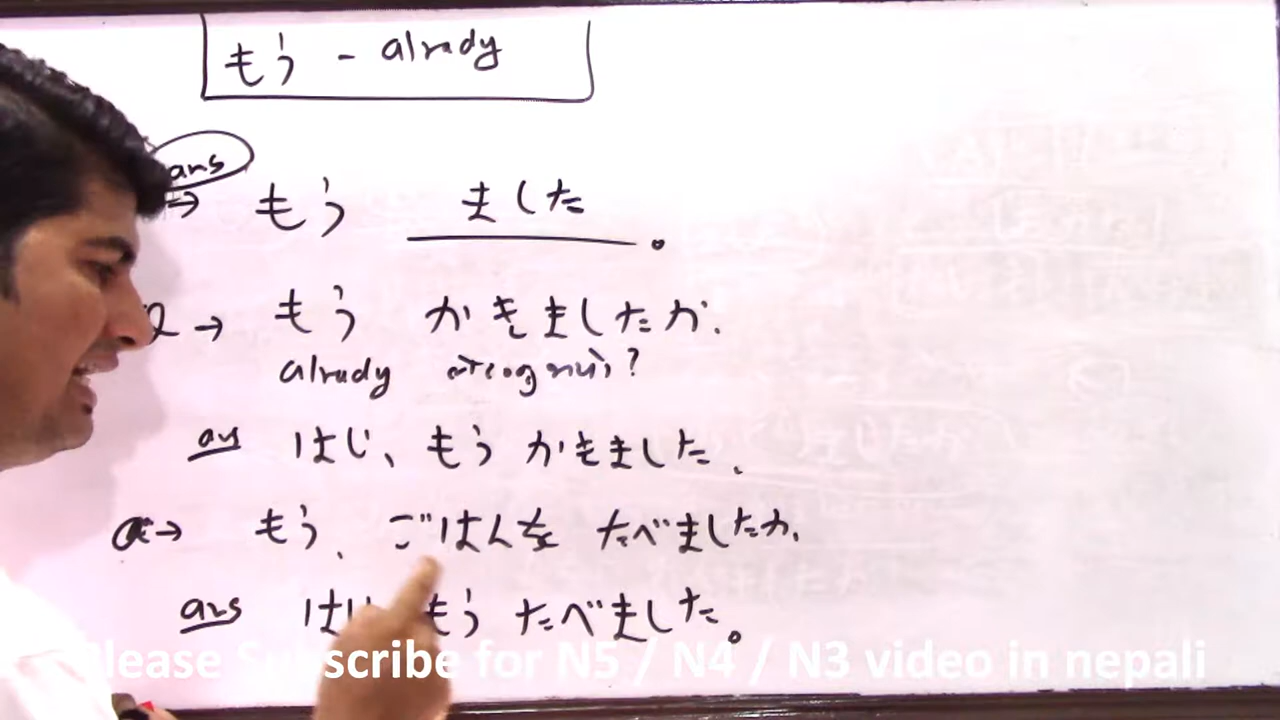 もう - alrady
ans
→ もう ました。
Q → もう かきましたか.
alrady ?
ans はい、もう かきました.
Q→ もう. ごはんを たべましたか.
ans はい もう たべました。
Please Subscribe for N5 / N4 / N3 video in nepali